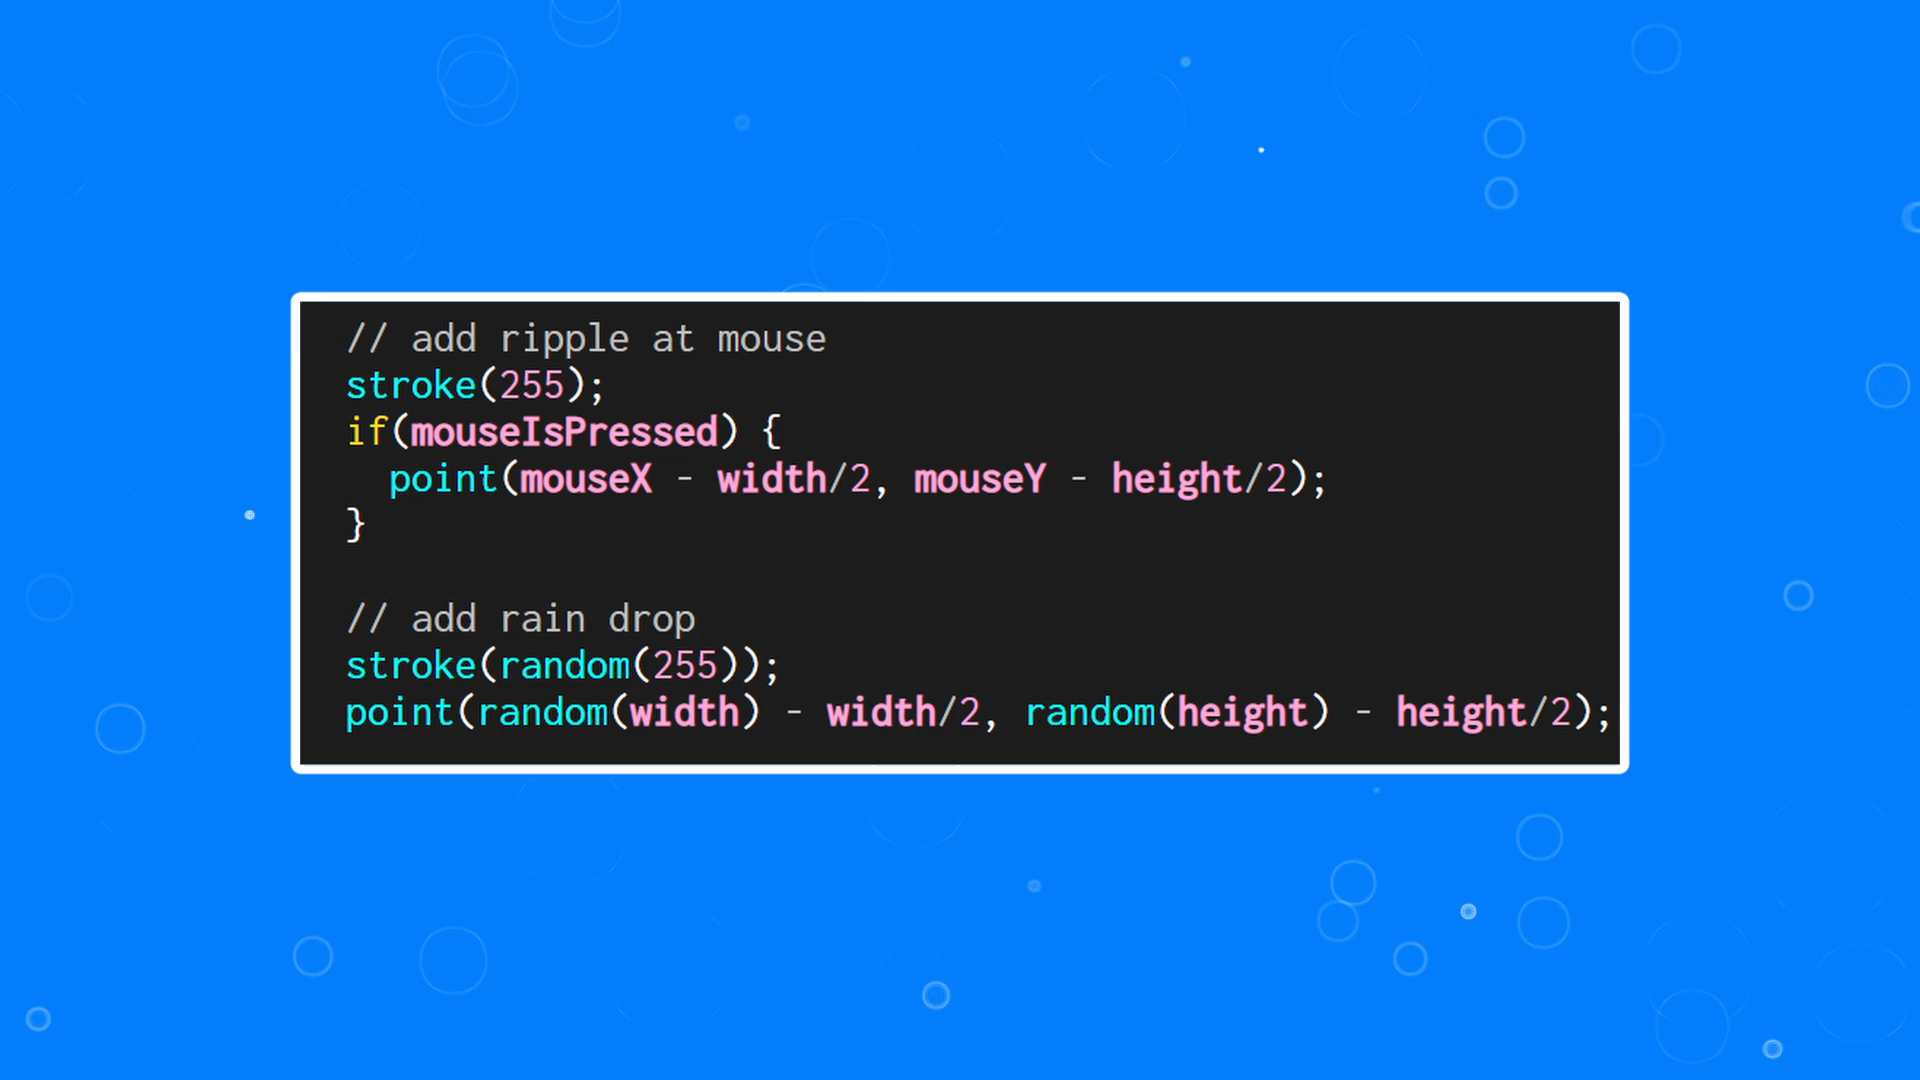 // add ripple at mouse
stroke(255);
if(mouseIsPressed) {
  point(mouseX - width/2, mouseY - height/2);
}

// add rain drop
stroke(random(255));
point(random(width) - width/2, random(height) - height/2);